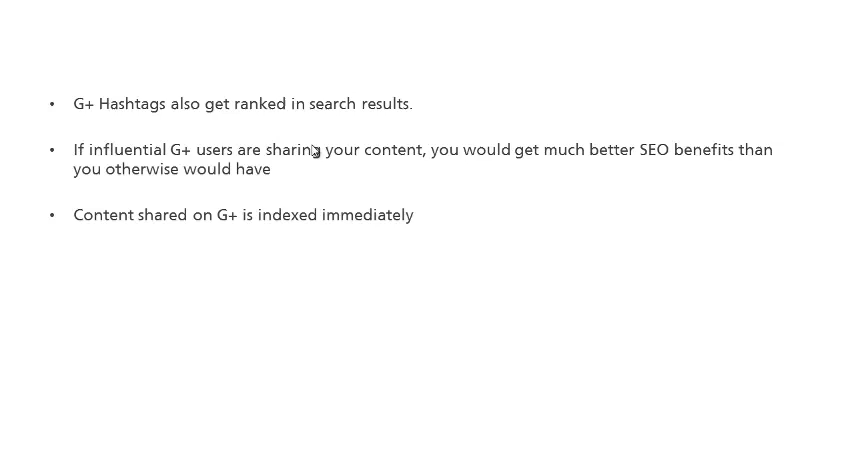 • G+ Hashtags also get ranked in search results.
• If influential G+ users are sharing your content, you would get much better SEO benefits than
you otherwise would have
• Content shared on G+ is indexed immediately